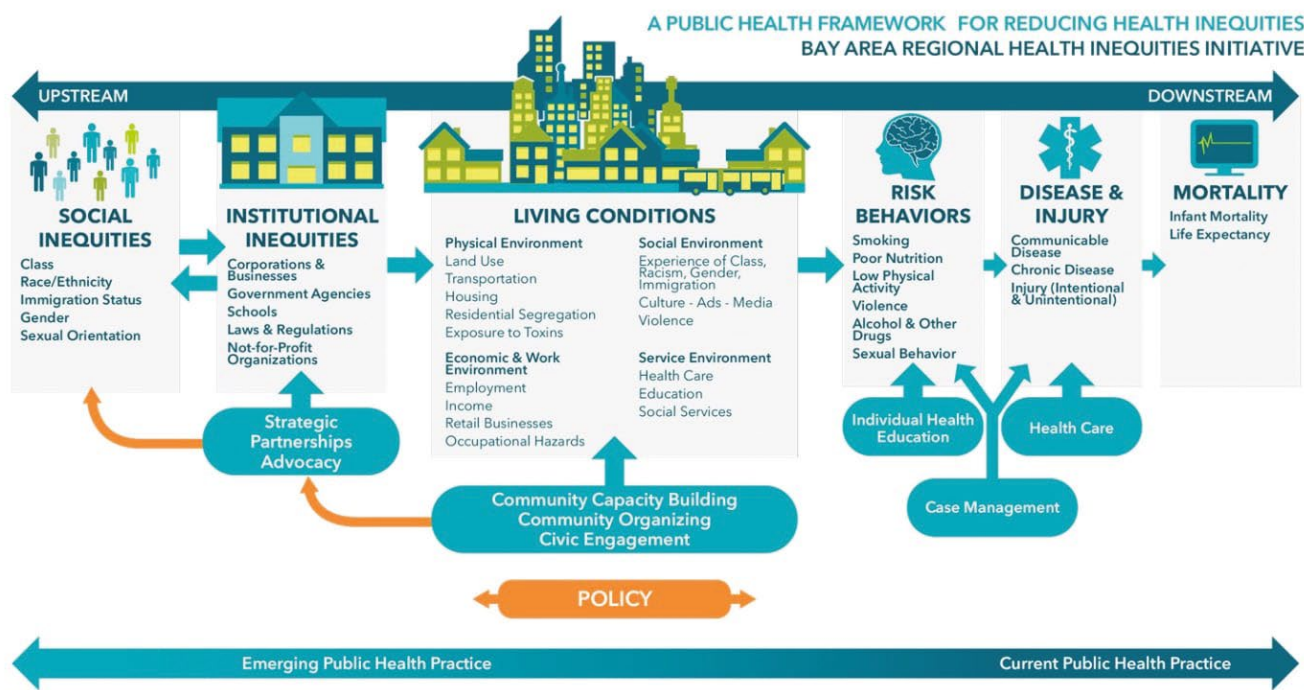 A PUBLIC HEALTH FRAMEWORK FOR REDUCING HEALTH INEQUITIES
BAY AREA REGIONAL HEALTH INEQUITIES INITIATIVE
UPSTREAM
DOWNSTREAM
SOCIAL
INEQUITIES
Class
Race/Ethnicity
Immigration Status
Gender
Sexual Orientation
INSTITUTIONAL
INEQUITIES
Corporations &
Businesses
Government Agencies
Schools
Laws & Regulations
Not-for-Profit
Organizations
Strategic
Partnerships
Advocacy
LIVING CONDITIONS
Physical Environment
Land Use
Transportation
Housing
Residential Segregation
Exposure to Toxins
Economic & Work
Environment
Employment
Income
Retail Businesses
Occupational Hazards
Social Environment
Experience of Class,
Racism, Gender,
Immigration
Culture - Ads - Media
Violence
Service Environment
Health Care
Education
Social Services
Community Capacity Building
Community Organizing
Civic Engagement
RISK
BEHAVIORS
Smoking
Poor Nutrition
Low Physical
Activity
Violence
Alcohol & Other
Drugs
Sexual Behavior
Individual Health
Education
DISEASE &
INJURY
Communicable
Disease
Chronic Disease
Injury (Intentional
& Unintentional)
Health Care
Case Management
MORTALITY
Infant Mortality
Life Expectancy
POLICY
Emerging Public Health Practice
Current Public Health Practice